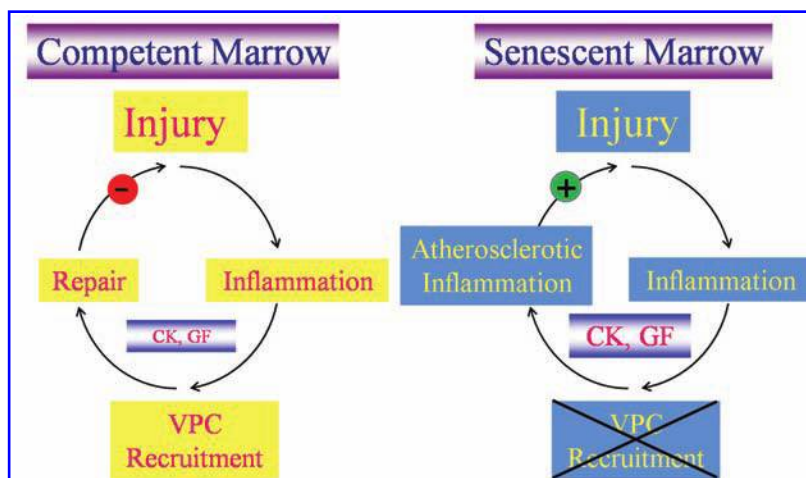 Competent Marrow
Injury
−
Repair
Inflammation
CK, GF
VPC
Recruitment
Senescent Marrow
Injury
+
Atherosclerotic
Inflammation
Inflammation
CK, GF
VPC
Recruitment